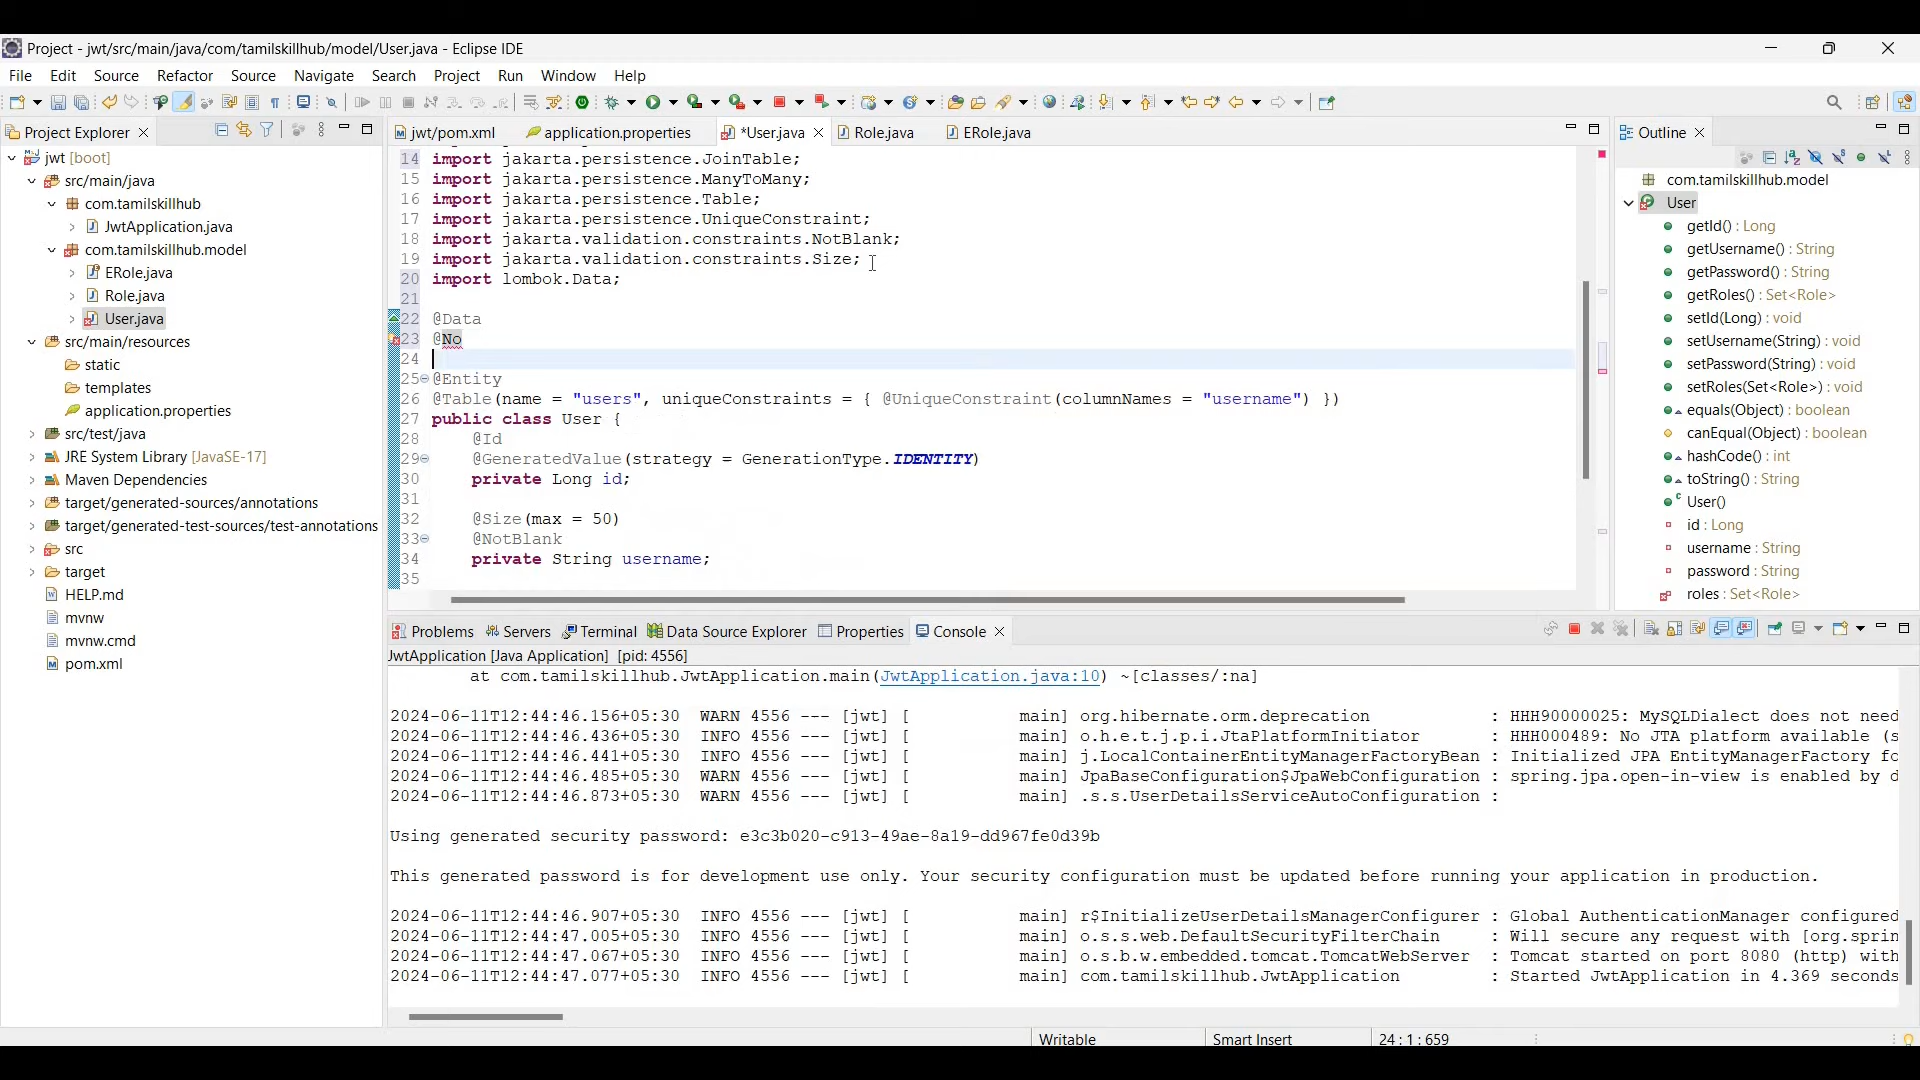 Project - jwt/src/main/java/com/tamilskillhub/model/User.java - Eclipse IDE
File Edit Source Refactor Source Navigate Search Project Run Window Help
Project Explorer
jwt/pom.xml application.properties *User.java Role.java ERole.java
Outline
jwt [boot]
src/main/java
com.tamilskillhub
JwtApplication.java
com.tamilskillhub.model
ERole.java
Role.java
User.java
src/main/resources
static
templates
application.properties
src/test/java
JRE System Library [JavaSE-17]
Maven Dependencies
target/generated-sources/annotations
target/generated-test-sources/test-annotations
src
target
HELP.md
mvnw
mvnw.cmd
pom.xml
14 import jakarta.persistence.JoinTable;
15 import jakarta.persistence.ManyToMany;
16 import jakarta.persistence.Table;
17 import jakarta.persistence.UniqueConstraint;
18 import jakarta.validation.constraints.NotBlank;
19 import jakarta.validation.constraints.Size;
20 import lombok.Data;
21
22 @Data
23 @No
24
25 @Entity
26 @Table(name = "users", uniqueConstraints = { @UniqueConstraint(columnNames = "username") })
27 public class User {
28 @Id
29 @GeneratedValue(strategy = GenerationType.IDENTITY)
30 private Long id;
31
32 @Size(max = 50)
33 @NotBlank
34 private String username;
35
com.tamilskillhub.model
User
getId() : Long
getUsername() : String
getPassword() : String
getRoles() : Set<Role>
setId(Long) : void
setUsername(String) : void
setPassword(String) : void
setRoles(Set<Role>) : void
equals(Object) : boolean
canEqual(Object) : boolean
hashCode() : int
toString() : String
User()
id : Long
username : String
password : String
roles : Set<Role>
Problems Servers Terminal Data Source Explorer Properties Console
JwtApplication [Java Application] [pid: 4556]
at com.tamilskillhub.JwtApplication.main(JwtApplication.java:10) ~[classes/:na]
2024-06-11T12:44:46.156+05:30 WARN 4556 --- [jwt] [ main] org.hibernate.orm.deprecation : HHH90000025: MySQLDialect does not need
2024-06-11T12:44:46.436+05:30 INFO 4556 --- [jwt] [ main] o.h.e.t.j.p.i.JtaPlatformInitiator : HHH000489: No JTA platform available (s
2024-06-11T12:44:46.441+05:30 INFO 4556 --- [jwt] [ main] j.LocalContainerEntityManagerFactoryBean : Initialized JPA EntityManagerFactory fo
2024-06-11T12:44:46.485+05:30 WARN 4556 --- [jwt] [ main] JpaBaseConfiguration$JpaWebConfiguration : spring.jpa.open-in-view is enabled by d
2024-06-11T12:44:46.873+05:30 WARN 4556 --- [jwt] [ main] .s.s.UserDetailsServiceAutoConfiguration :
Using generated security password: e3c3b020-c913-49ae-8a19-dd967fe0d39b
This generated password is for development use only. Your security configuration must be updated before running your application in production.
2024-06-11T12:44:46.907+05:30 INFO 4556 --- [jwt] [ main] r$InitializeUserDetailsManagerConfigurer : Global AuthenticationManager configured
2024-06-11T12:44:47.005+05:30 INFO 4556 --- [jwt] [ main] o.s.s.web.DefaultSecurityFilterChain : Will secure any request with [org.sprin
2024-06-11T12:44:47.067+05:30 INFO 4556 --- [jwt] [ main] o.s.b.w.embedded.tomcat.TomcatWebServer : Tomcat started on port 8080 (http) with
2024-06-11T12:44:47.077+05:30 INFO 4556 --- [jwt] [ main] com.tamilskillhub.JwtApplication : Started JwtApplication in 4.369 seconds
Writable Smart Insert 24 : 1 : 659